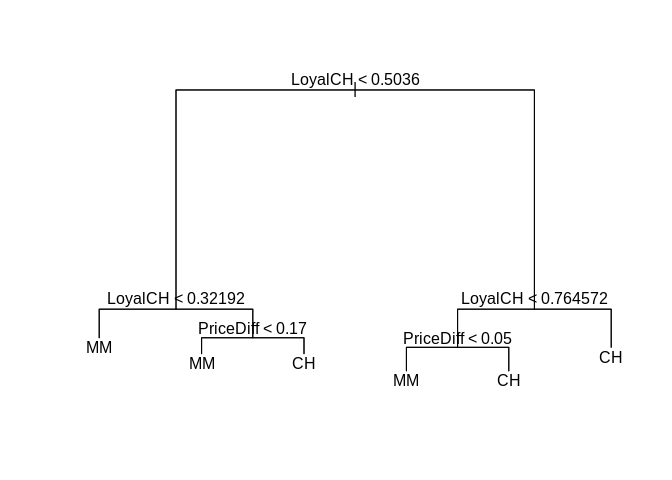 LoyalCH < 0.5036
LoyalCH < 0.32192
LoyalCH < 0.764572
PriceDiff < 0.17
PriceDiff < 0.05
MM
MM
CH
MM
CH
CH